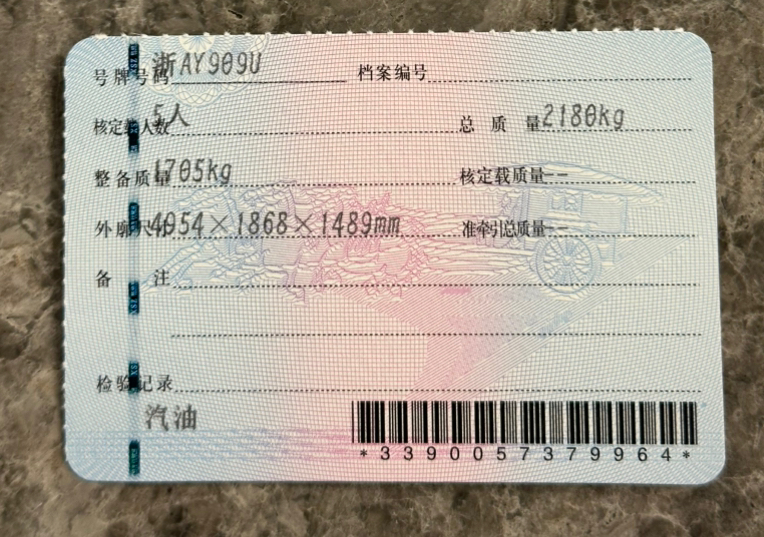 号牌号码 浙AY909U 档案编号
核定载人数 5人 总质量 2180kg
整备质量 1705kg 核定载质量 --
外廓尺寸 4954×1868×1489mm 准牵引总质量 --
备注
检验记录
汽油
*3390057379964*